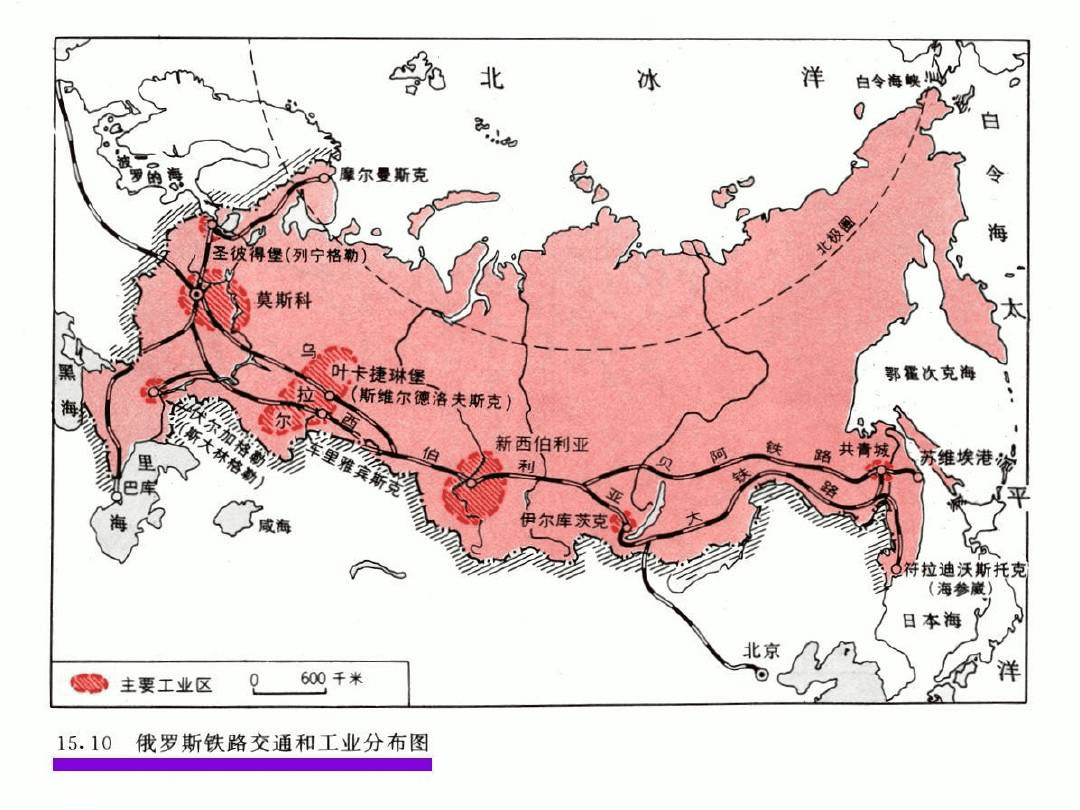 北 冰 洋
白令海峡
白令海
波罗的海
摩尔曼斯克
北极圈
圣彼得堡(列宁格勒)
莫斯科
太平洋
乌拉尔
叶卡捷琳堡
(斯维尔德洛夫斯克)
鄂霍次克海
黑海
伏尔加格勒
(斯大林格勒)
车里雅宾斯克
新西伯利亚
西伯利亚大铁路
贝阿铁路
共青城
苏维埃港
里海
巴库
咸海
伊尔库茨克
符拉迪沃斯托克
(海参崴)
日本海
北京
主要工业区 0 600 千米
15.10 俄罗斯铁路交通和工业分布图